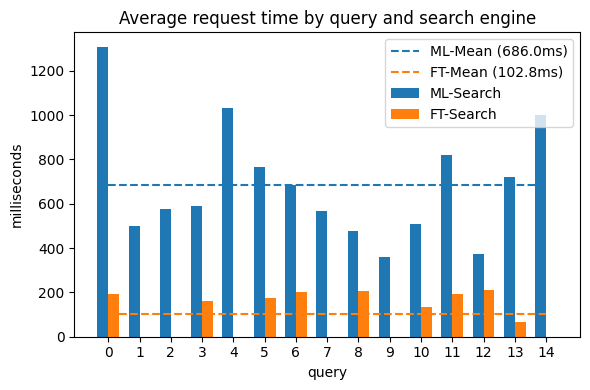 Average request time by query and search engine
ML-Mean (686.0ms)
FT-Mean (102.8ms)
ML-Search
FT-Search
milliseconds
1200
1000
800
600
400
200
0
0 1 2 3 4 5 6 7 8 9 10 11 12 13 14
query